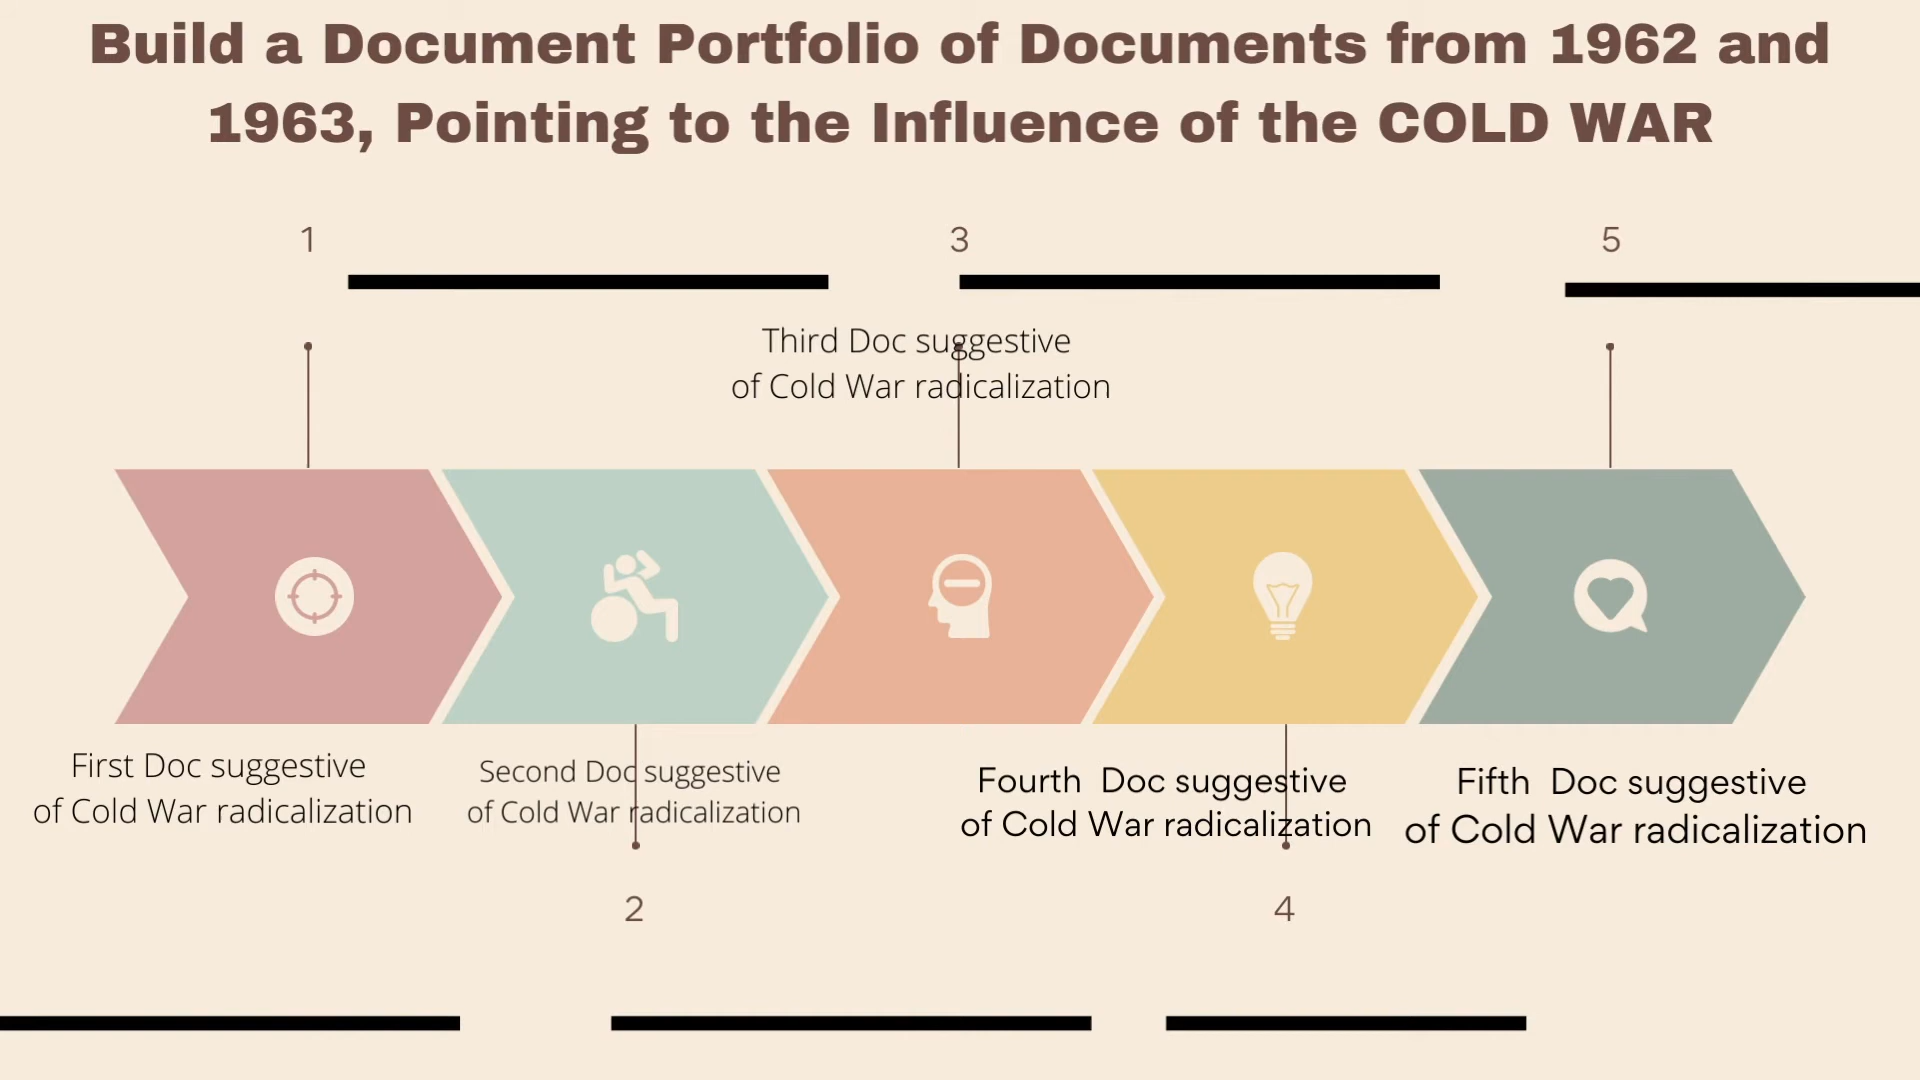 Build a Document Portfolio of Documents from 1962 and
1963, Pointing to the Influence of the COLD WAR
1
3
5
Third Doc suggestive
of Cold War radicalization
First Doc suggestive
of Cold War radicalization
Second Doc suggestive
of Cold War radicalization
Fourth Doc suggestive
of Cold War radicalization
Fifth Doc suggestive
of Cold War radicalization
2
4